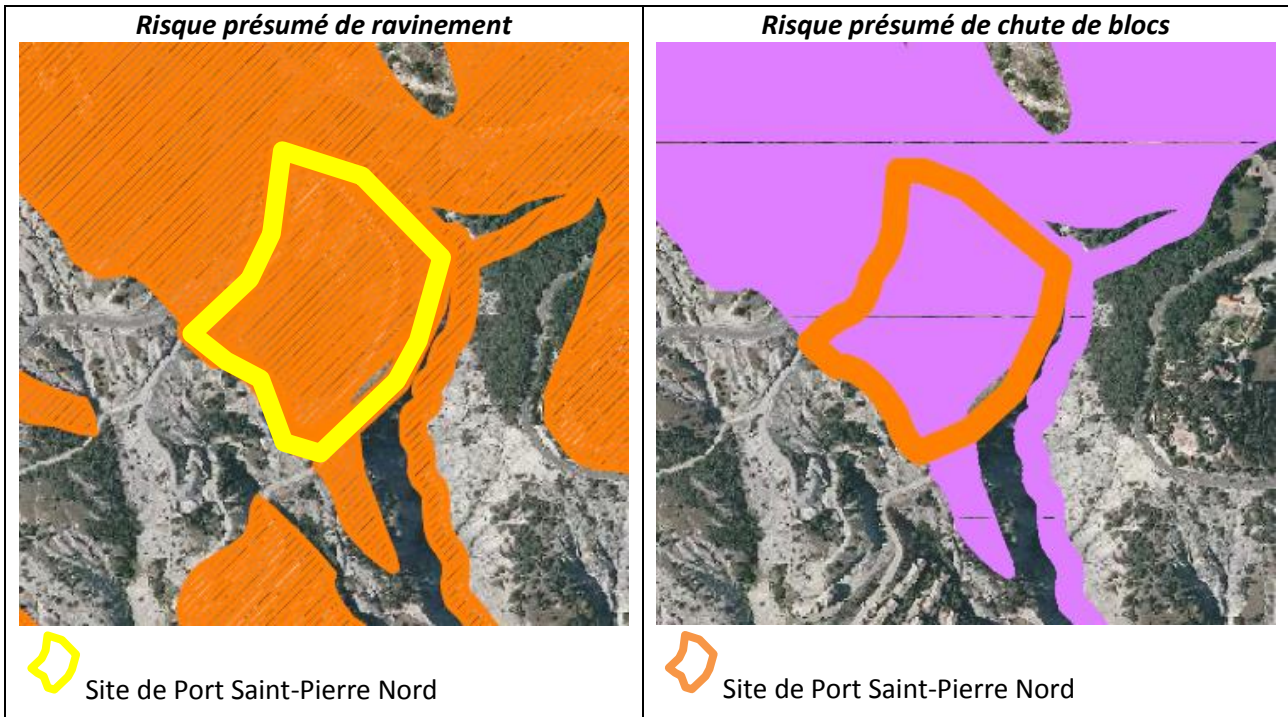 Risque présumé de ravinement
Risque présumé de chute de blocs
Site de Port Saint-Pierre Nord
Site de Port Saint-Pierre Nord